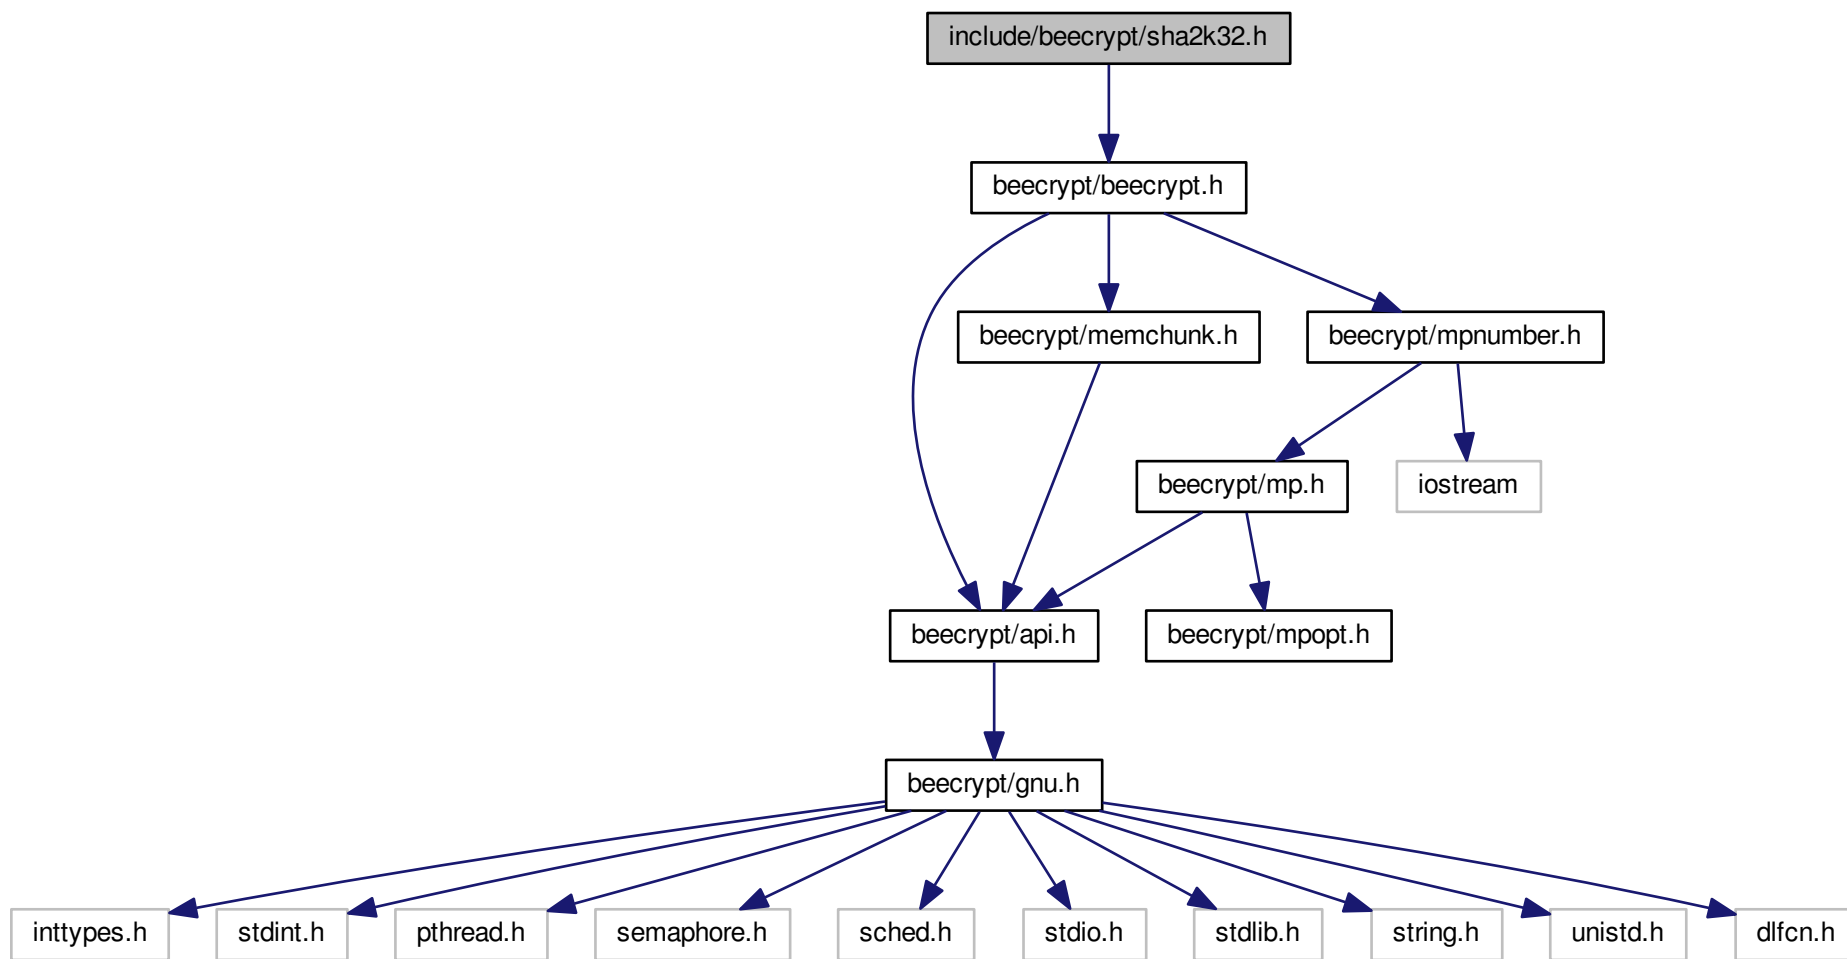 include/beecrypt/sha2k32.h
beecrypt/beecrypt.h
beecrypt/memchunk.h
beecrypt/mpnumber.h
beecrypt/mp.h
iostream
beecrypt/api.h
beecrypt/mpopt.h
beecrypt/gnu.h
inttypes.h
stdint.h
pthread.h
semaphore.h
sched.h
stdio.h
stdlib.h
string.h
unistd.h
dlfcn.h